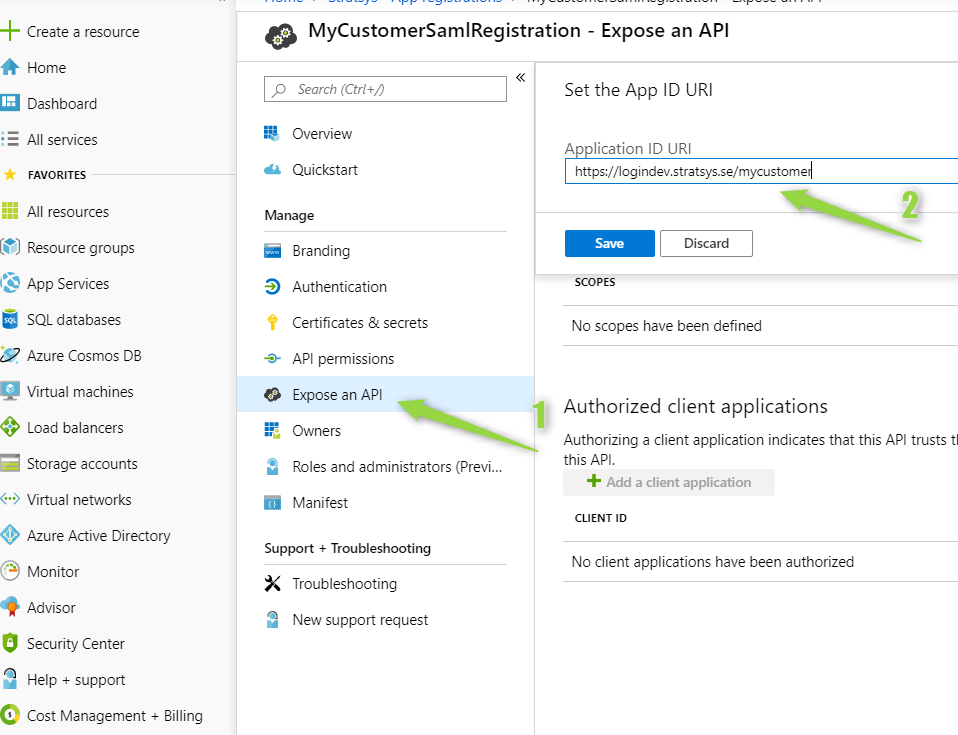 Home > Stratsys - App registrations > MyCustomerSamlRegistration - Expose an API
MyCustomerSamlRegistration - Expose an API
Create a resource
Home
Dashboard
All services
FAVORITES
All resources
Resource groups
App Services
SQL databases
Azure Cosmos DB
Virtual machines
Load balancers
Storage accounts
Virtual networks
Azure Active Directory
Monitor
Advisor
Security Center
Help + support
Cost Management + Billing
Search (Ctrl+/)
Overview
Quickstart
Manage
Branding
Authentication
Certificates & secrets
API permissions
Expose an API
Owners
Roles and administrators (Previ...
Manifest
Support + Troubleshooting
Troubleshooting
New support request
1
Set the App ID URI
Application ID URI
https://logindev.stratsys.se/mycustomer
2
Save
Discard
SCOPES
No scopes have been defined
Authorized client applications
Authorizing a client application indicates that this API trusts
this API.
Add a client application
CLIENT ID
No client applications have been authorized